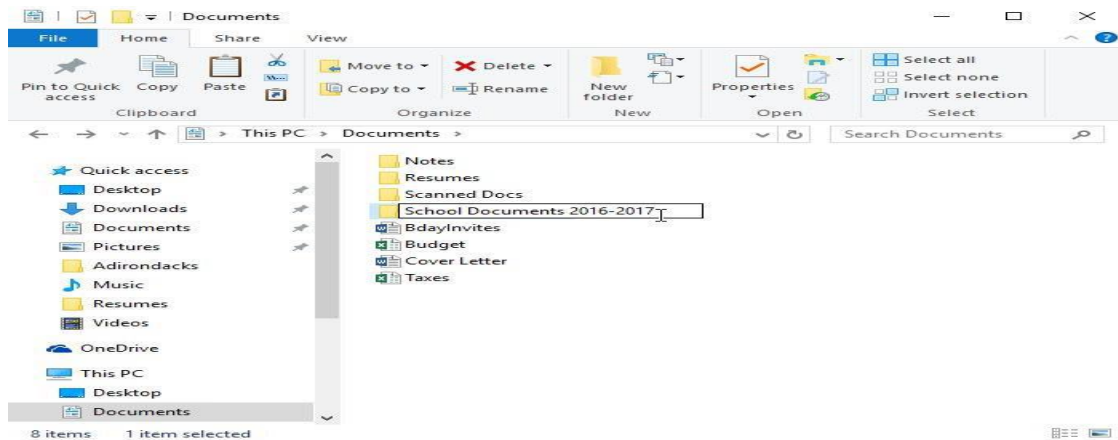 Documents
File Home Share View
Pin to Quick access
Copy
Paste
W...
Clipboard
Move to
Copy to
Delete
Rename
Organize
New folder
New
Properties
Open
Select all
Select none
Invert selection
Select
This PC > Documents >
Search Documents
Quick access
Desktop
Downloads
Documents
Pictures
Adirondacks
Music
Resumes
Videos
OneDrive
This PC
Desktop
Documents
Notes
Resumes
Scanned Docs
School Documents 2016-2017
BdayInvites
Budget
Cover Letter
Taxes
8 items 1 item selected